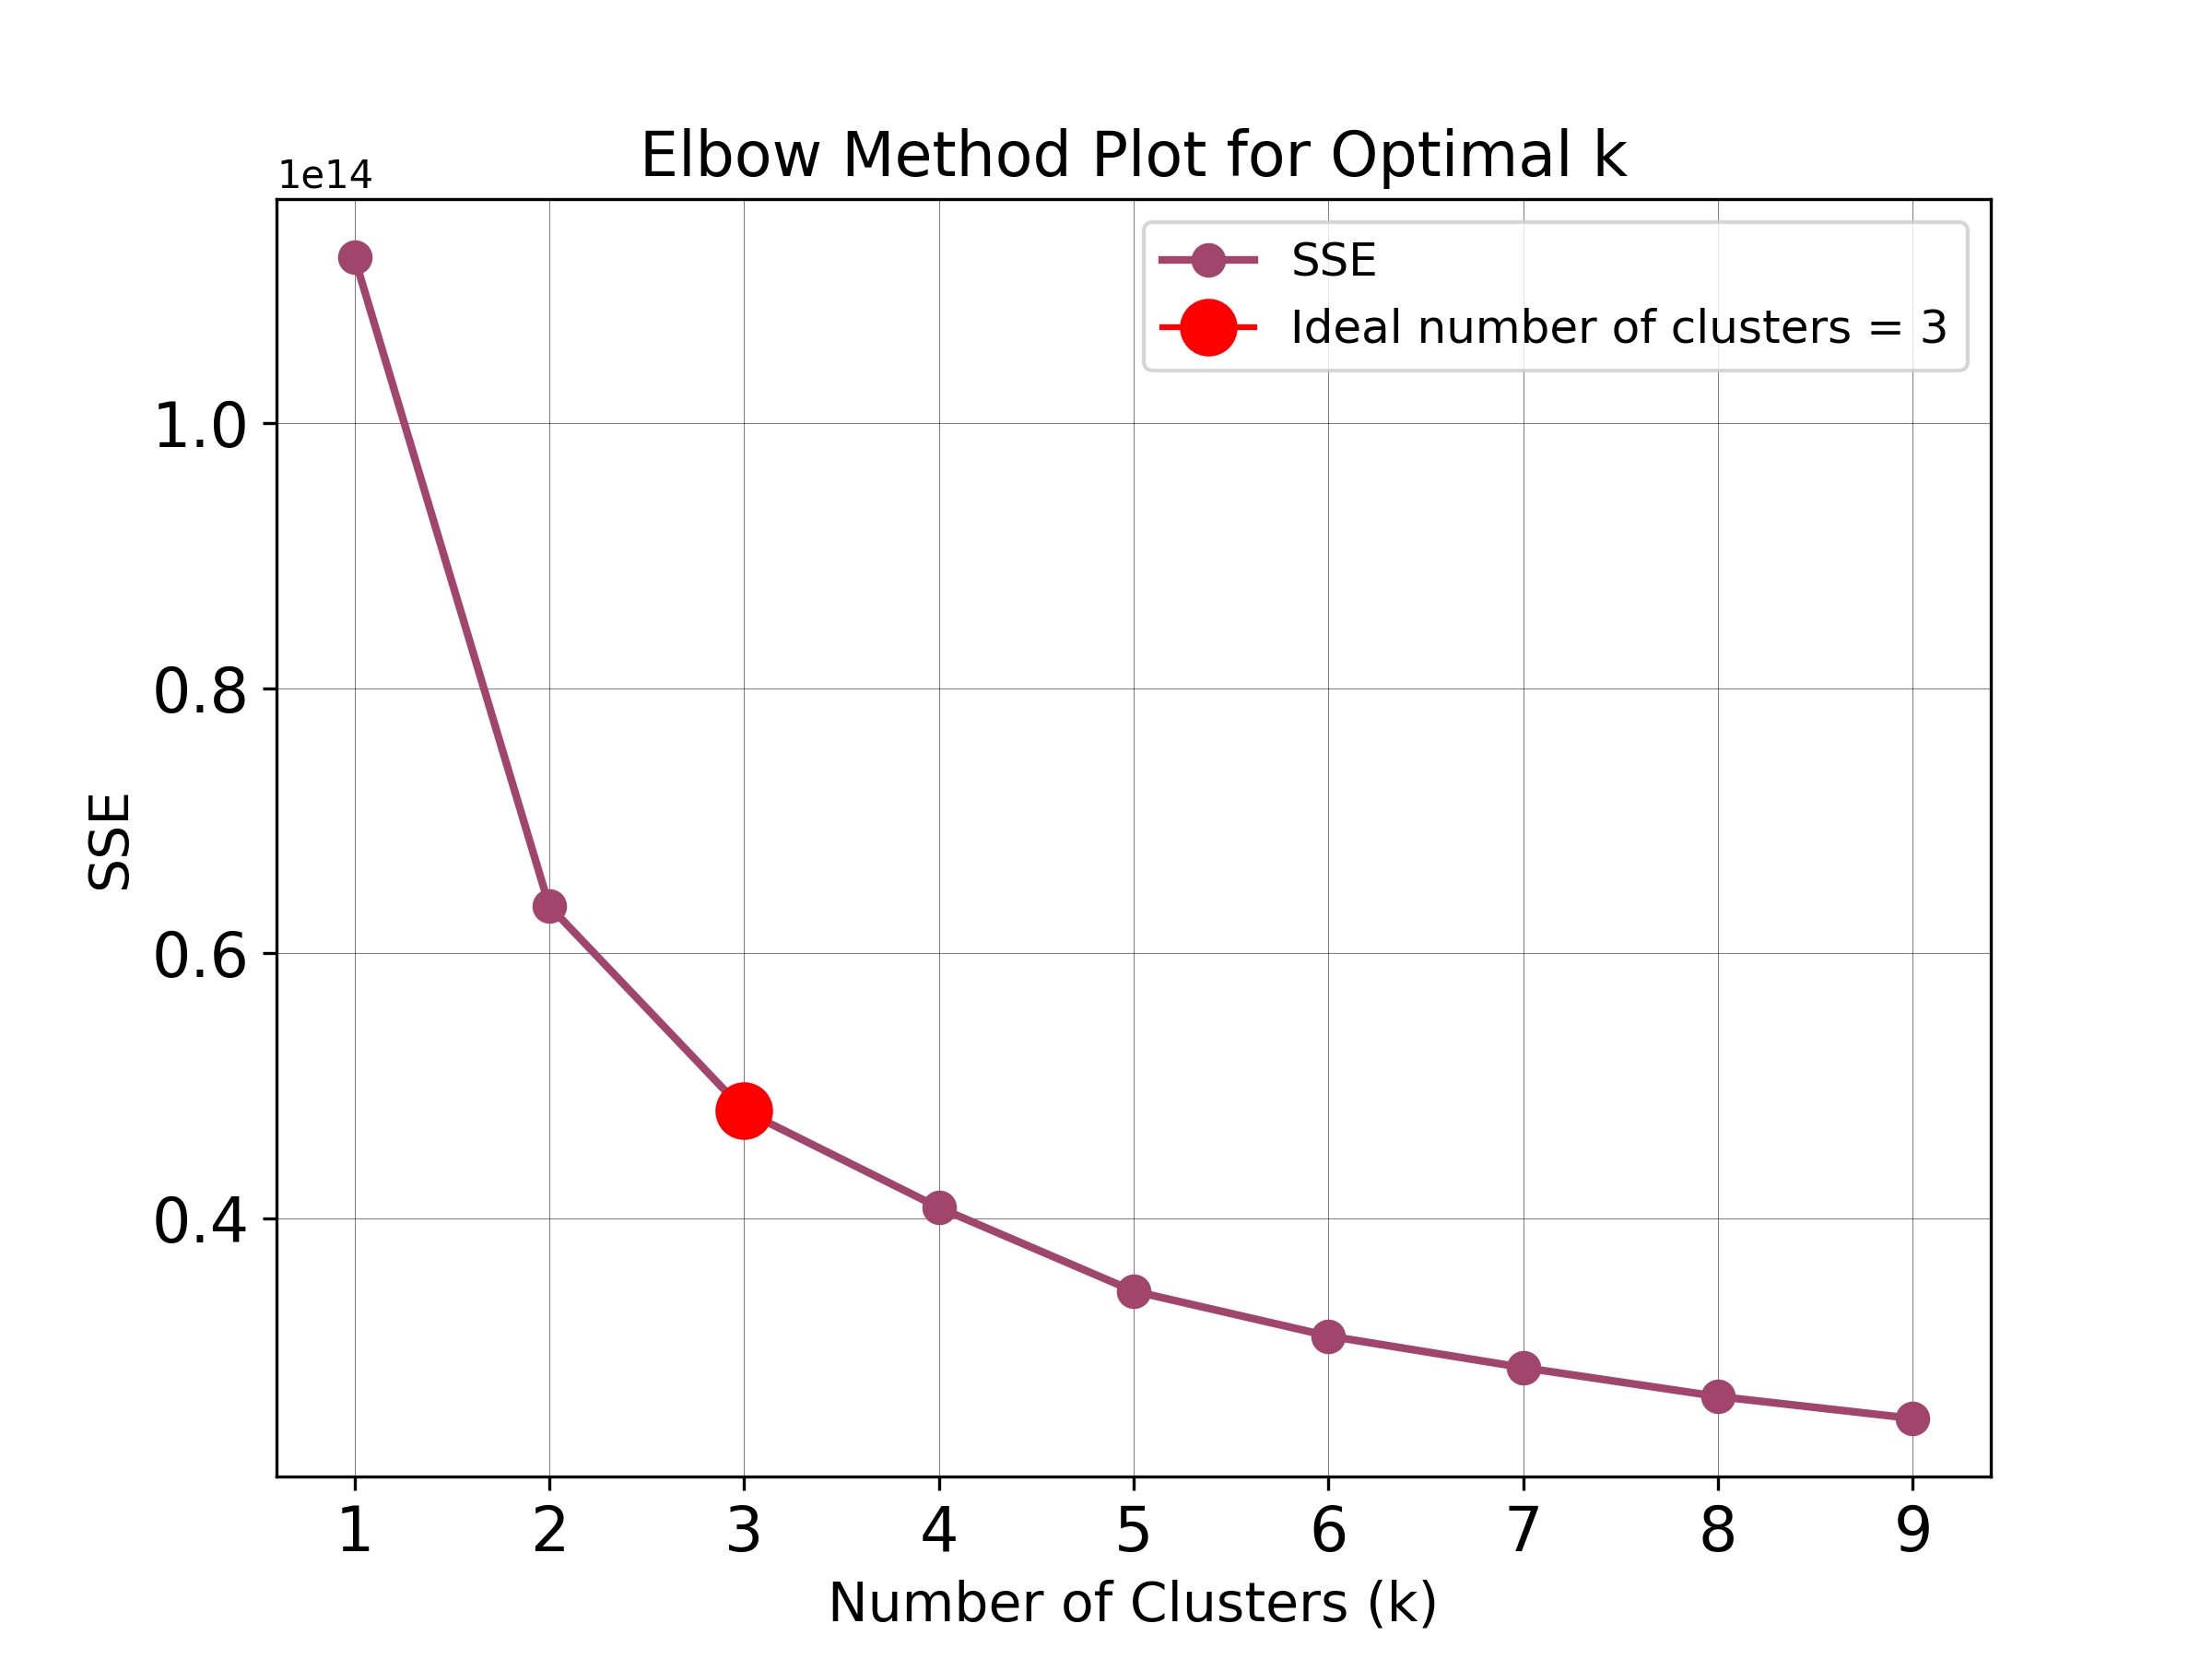 Elbow Method Plot for Optimal k
1e14
SSE
Ideal number of clusters = 3
1.0
0.8
0.6
0.4
SSE
1 2 3 4 5 6 7 8 9
Number of Clusters (k)